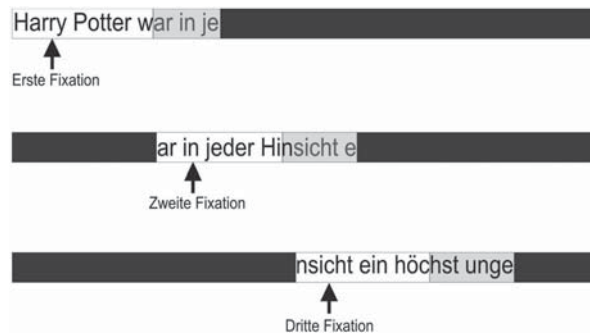 Harry Potter war in je
Erste Fixation
ar in jeder Hinsicht e
Zweite Fixation
nsicht ein höchst unge
Dritte Fixation